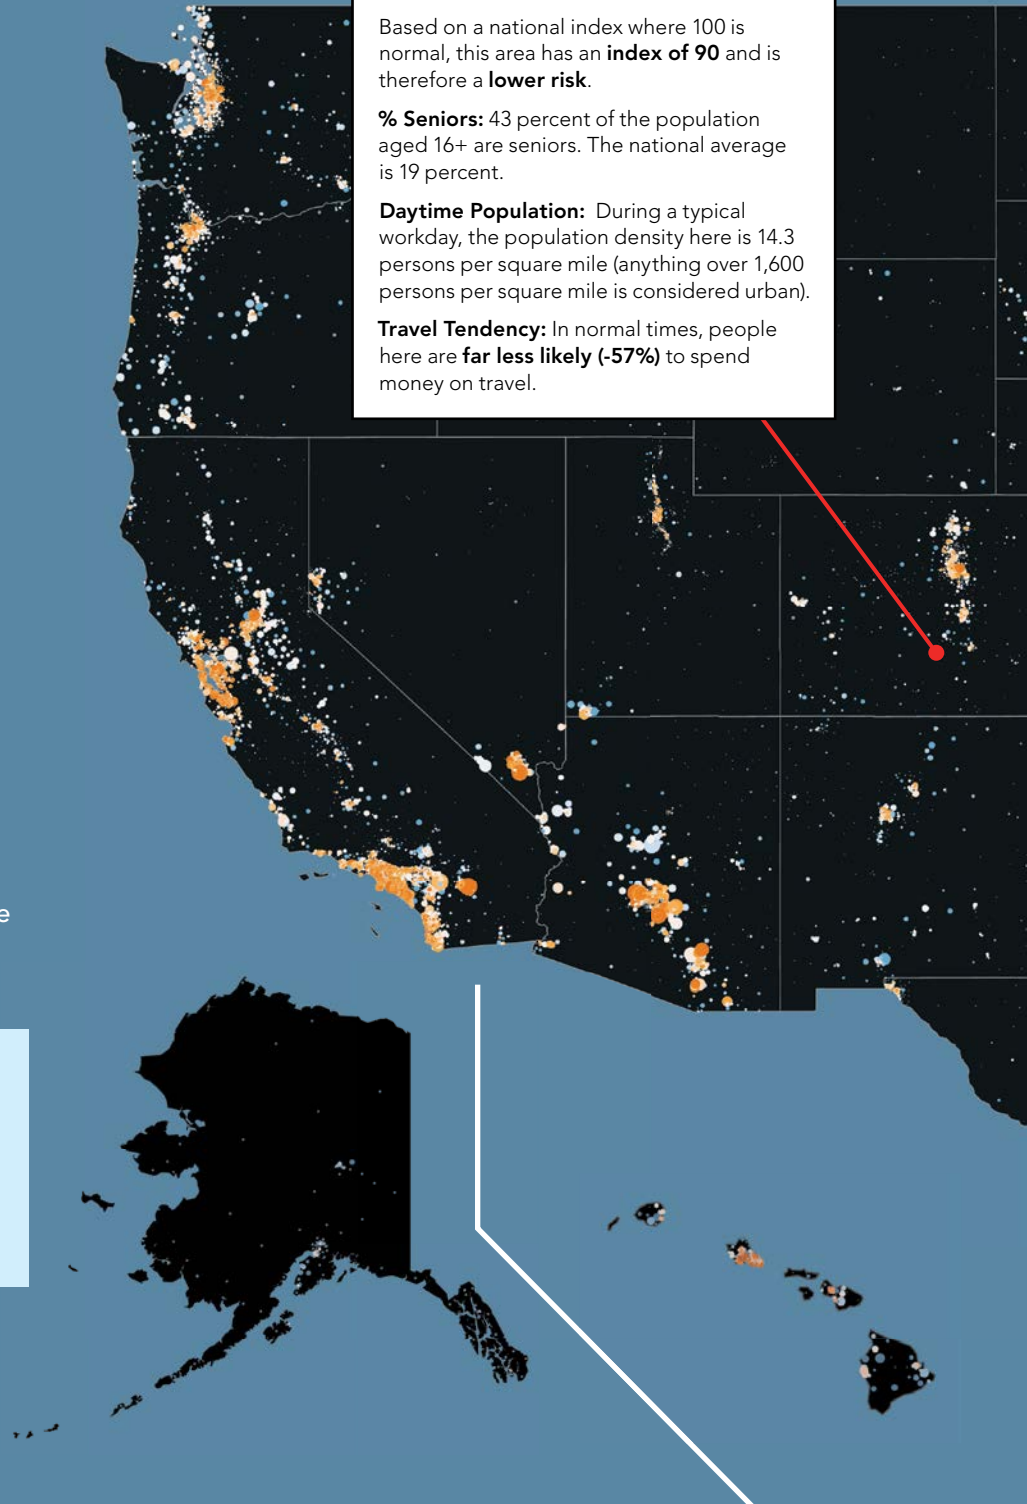 Based on a national index where 100 is
normal, this area has an index of 90 and is
therefore a lower risk.
% Seniors: 43 percent of the population
aged 16+ are seniors. The national average
is 19 percent.
Daytime Population: During a typical
workday, the population density here is 14.3
persons per square mile (anything over 1,600
persons per square mile is considered urban).
Travel Tendency: In normal times, people
here are far less likely (-57%) to spend
money on travel.
e